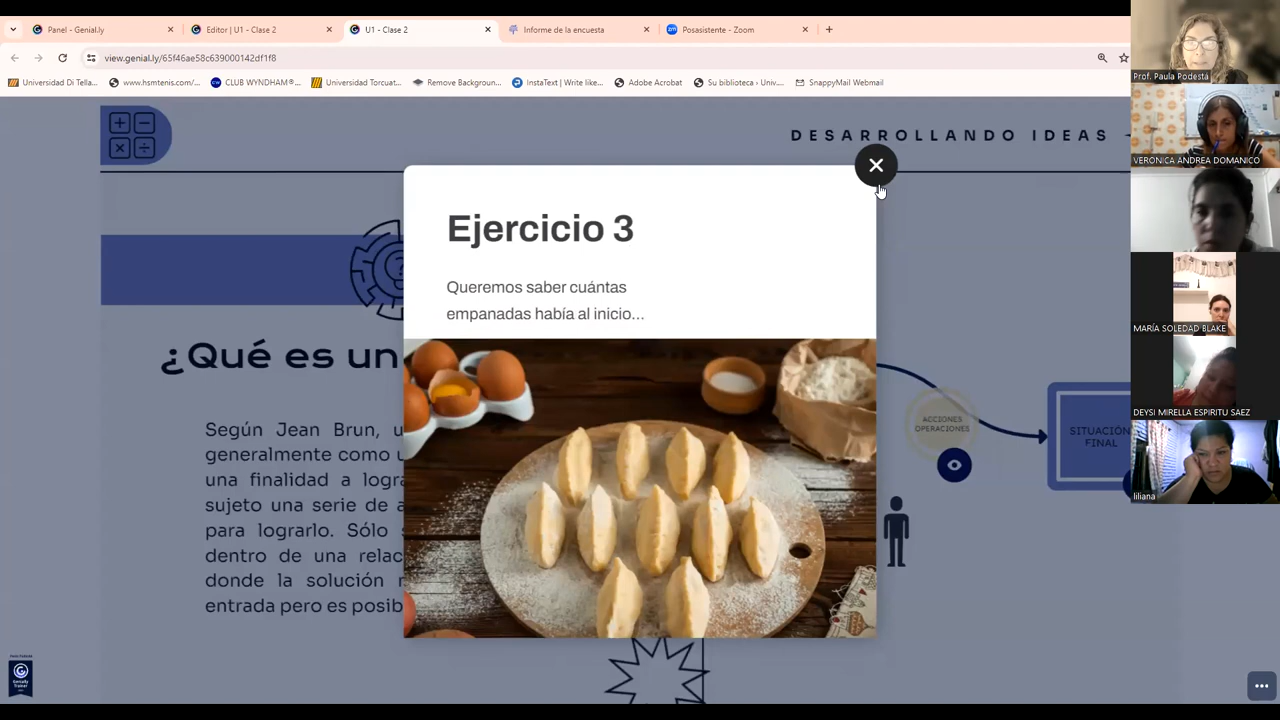 Panel - Genial.ly
Editor | U1 - Clase 2
U1 - Clase 2
Informe de la encuesta
Posasistente - Zoom
view.genial.ly/65f46ae58c639000142df1f8
Universidad Di Tella...
www.hsmtenis.com/...
CLUB WYNDHAM®...
Universidad Torcuat...
Remove Backgroun...
InstaText | Write like...
Adobe Acrobat
Su biblioteca › Univ...
SnappyMail Webmail
DESARROLLANDO IDEAS
Ejercicio 3
Queremos saber cuántas
empanadas había al inicio...
¿Qué es un
Según Jean Brun, u
generalmente como u
una finalidad a logra
sujeto una serie de a
para lograrlo. Sólo s
dentro de una relac
donde la solución n
entrada pero es posib
ACCIONES
OPERACIONES
SITUACIÓN
FINAL
Prof. Paula Podestá
VERONICA ANDREA DOMANICO
MARÍA SOLEDAD BLAKE
DEYSI MIRELLA ESPIRITU SAEZ
liliana